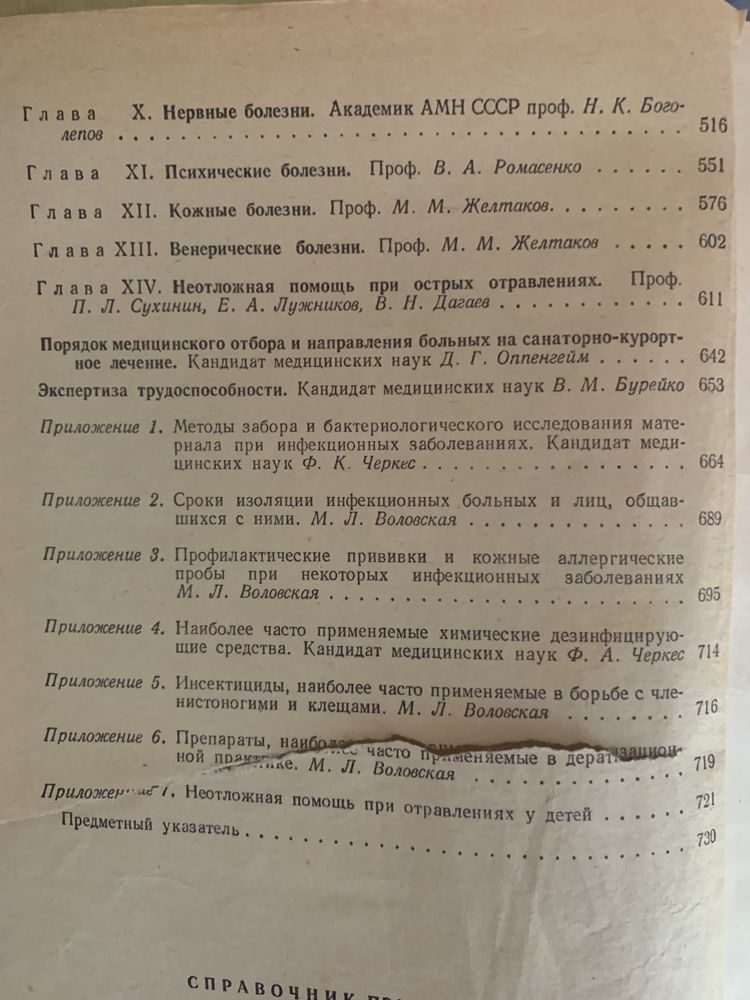 Глава X. Нервные болезни. Академик АМН СССР проф. Н. К. Бого-
лепов . . . . . . . . . . . . . . . . . . . . 516
Глава XI. Психические болезни. Проф. В. А. Ромасенко . . . . . . 551
Глава XII. Кожные болезни. Проф. М. М. Желтаков. . . . . . . . . 576
Глава XIII. Венерические болезни. Проф. М. М. Желтаков . . . . . 602
Глава XIV. Неотложная помощь при острых отравлениях. Проф.
П. Л. Сухинин, Е. А. Лужников, В. Н. Дагаев . . . . . . . . . . 611
Порядок медицинского отбора и направления больных на санаторно-курорт-
ное лечение. Кандидат медицинских наук Д. Г. Оппенгейм . . . . . . 642
Экспертиза трудоспособности. Кандидат медицинских наук В. М. Бурейко 653
Приложение 1. Методы забора и бактериологического исследования мате-
риала при инфекционных заболеваниях. Кандидат меди-
цинских наук Ф. К. Черкес . . . . . . . . . . . . . . . 664
Приложение 2. Сроки изоляции инфекционных больных и лиц, общав-
шихся с ними. М. Л. Воловская . . . . . . . . . . . . 689
Приложение 3. Профилактические прививки и кожные аллергические
пробы при некоторых инфекционных заболеваниях
М. Л. Воловская . . . . . . . . . . . . . . . . . . . . 695
Приложение 4. Наиболее часто применяемые химические дезинфицирую-
щие средства. Кандидат медицинских наук Ф. А. Черкес 714
Приложение 5. Инсектициды, наиболее часто применяемые в борьбе с чле-
нистоногими и клещами. М. Л. Воловская . . . . . . . . 716
Приложение 6. Препараты, наиболее часто применяемые в дератизацион-
ной практике. М. Л. Воловская . . . . . . . . . . . . 719
Приложение 7. Неотложная помощь при отравлениях у детей . . . . . . 721
Предметный указатель . . . . . . . . . . . . . . . . . . . . . . 730
СПРАВОЧНИК